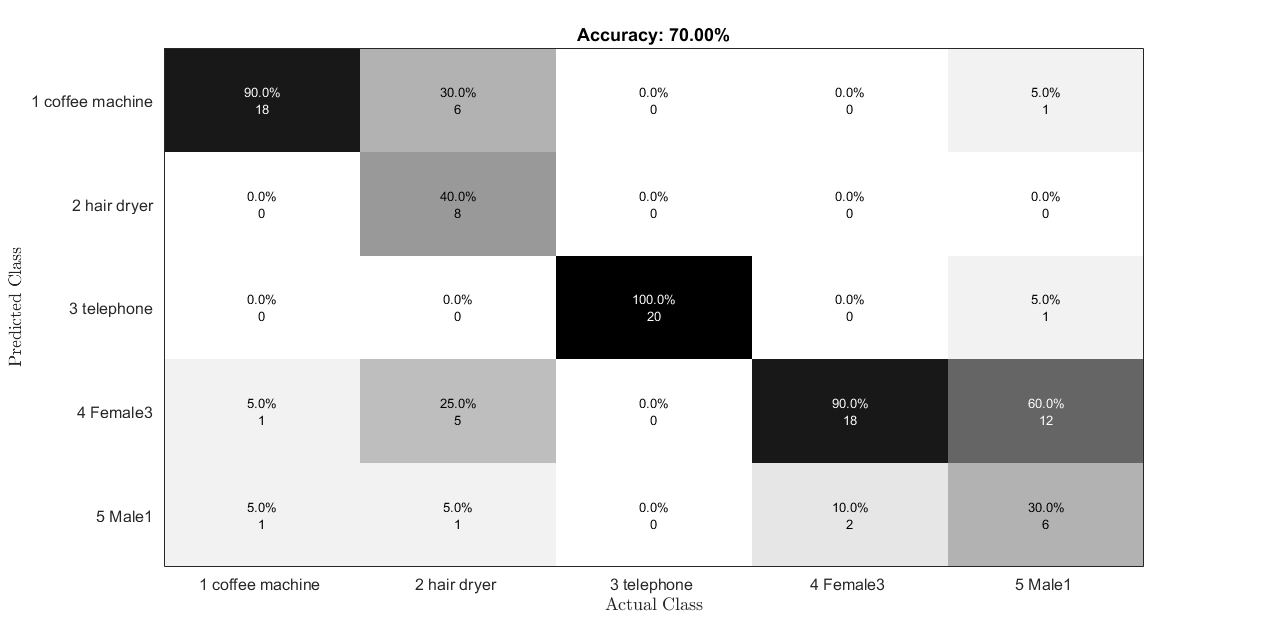 Accuracy: 70.00%
1 coffee machine
90.0% 30.0% 0.0% 0.0% 5.0%
18 6 0 0 1
2 hair dryer
0.0% 40.0% 0.0% 0.0% 0.0%
0 8 0 0 0
3 telephone
0.0% 0.0% 100.0% 0.0% 5.0%
0 0 20 0 1
4 Female3
5.0% 25.0% 0.0% 90.0% 60.0%
1 5 0 18 12
5 Male1
5.0% 5.0% 0.0% 10.0% 30.0%
1 1 0 2 6
Predicted Class
1 coffee machine 2 hair dryer 3 telephone 4 Female3 5 Male1
Actual Class